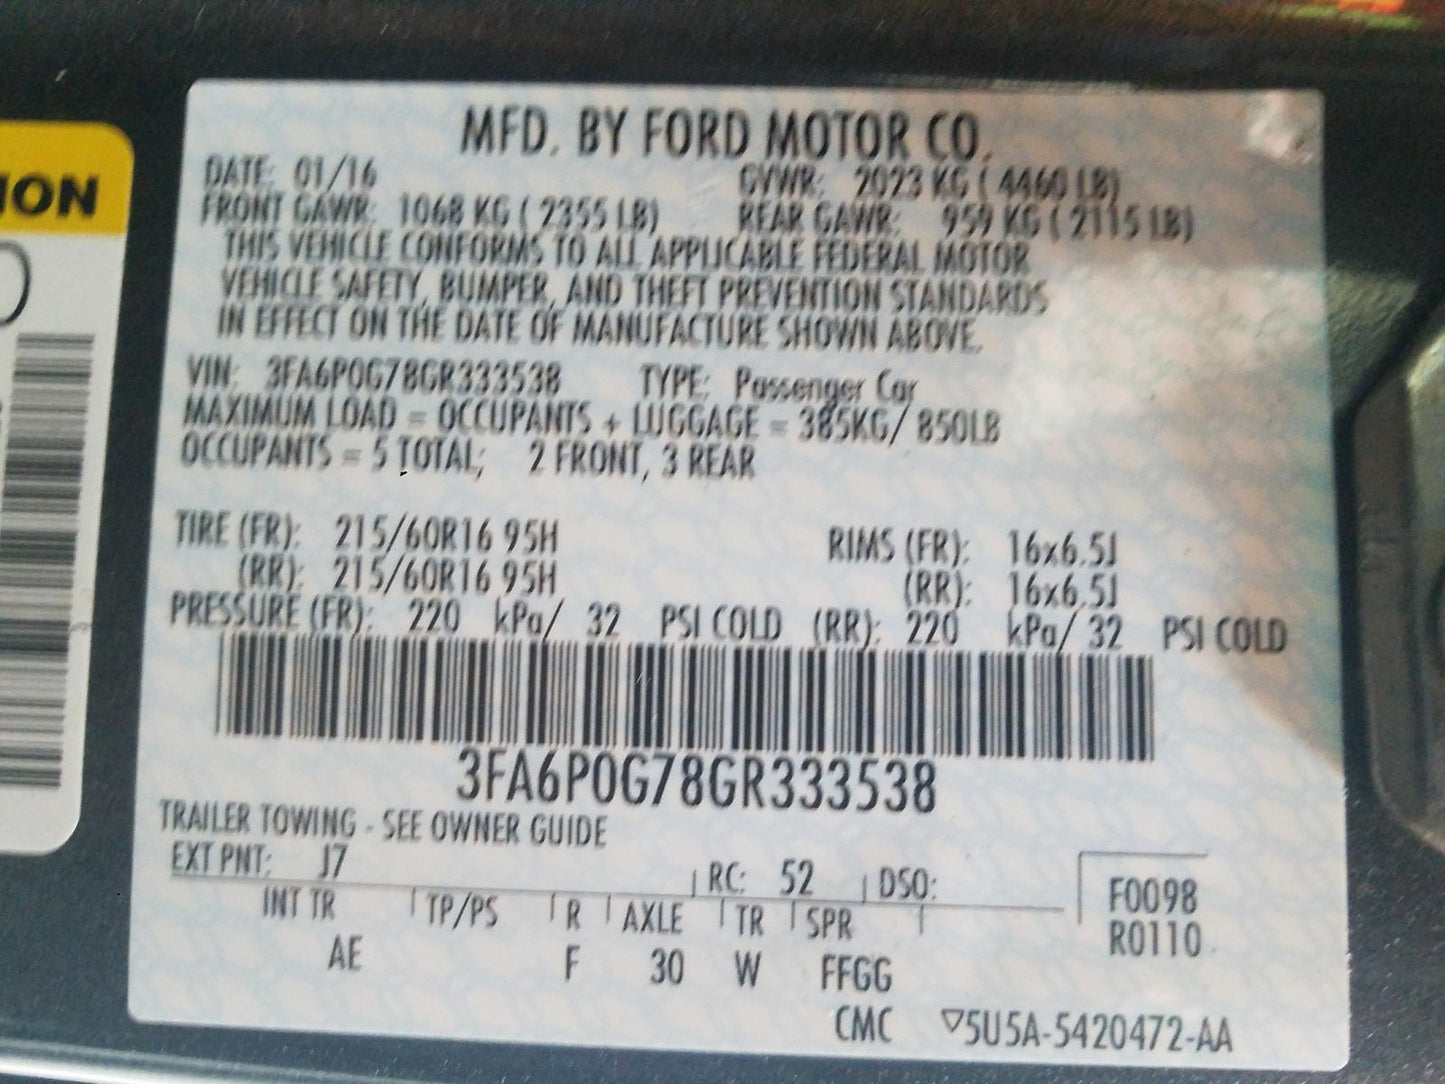 ION
MFD. BY FORD MOTOR CO.
DATE: 01/16 GVWR: 2023 KG ( 4460 LB)
FRONT GAWR: 1068 KG ( 2355 LB) REAR GAWR: 959 KG ( 2115 LB)
THIS VEHICLE CONFORMS TO ALL APPLICABLE FEDERAL MOTOR
VEHICLE SAFETY, BUMPER, AND THEFT PREVENTION STANDARDS
IN EFFECT ON THE DATE OF MANUFACTURE SHOWN ABOVE.
VIN: 3FA6P0G78GR333538 TYPE: Passenger Car
MAXIMUM LOAD = OCCUPANTS + LUGGAGE = 385KG/ 850LB
OCCUPANTS = 5 TOTAL; 2 FRONT, 3 REAR
TIRE (FR): 215/60R16 95H RIMS (FR): 16x6.5J
(RR): 215/60R16 95H (RR): 16x6.5J
PRESSURE (FR): 220 kPa/ 32 PSI COLD (RR): 220 kPa/ 32 PSI COLD
3FA6P0G78GR333538
TRAILER TOWING - SEE OWNER GUIDE
EXT PNT: J7 RC: 52 DSO: F0098
INT TR TP/PS R AXLE TR SPR R0110
AE F 30 W FFGG
CMC ▽5U5A-5420472-AA